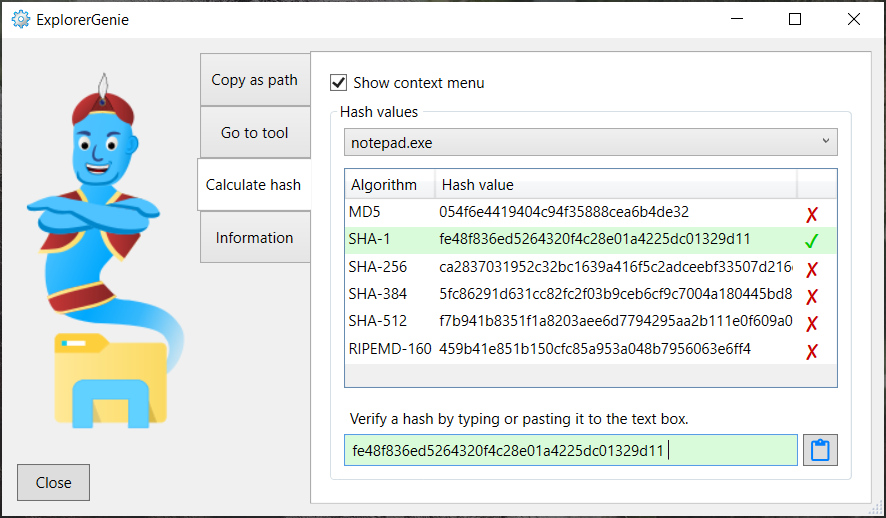 ExplorerGenie
Copy as path
Go to tool
Calculate hash
Information
Show context menu
Hash values
notepad.exe
Algorithm Hash value
MD5 054f6e4419404c94f35888cea6b4de32
SHA-1 fe48f836ed5264320f4c28e01a4225dc01329d11
SHA-256 ca2837031952c32bc1639a416f5c2adceebf33507d216
SHA-384 5fc86291d631cc82fc2f03b9ceb6cf9c7004a180445bd8
SHA-512 f7b941b8351f1a8203aee6d7794295aa2b111e0f609a0
RIPEMD-160 459b41e851b150cfc85a953a048b7956063e6ff4
Verify a hash by typing or pasting it to the text box.
fe48f836ed5264320f4c28e01a4225dc01329d11
Close